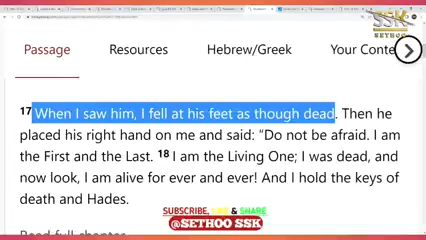 SSK
SETHOO
Passage Resources Hebrew/Greek Your Conte
17 When I saw him, I fell at his feet as though dead. Then he
placed his right hand on me and said: “Do not be afraid. I am
the First and the Last. 18 I am the Living One; I was dead, and
now look, I am alive for ever and ever! And I hold the keys of
death and Hades.
Read full chapter
SUBSCRIBE, LIKE & SHARE
@SETHOO SSK